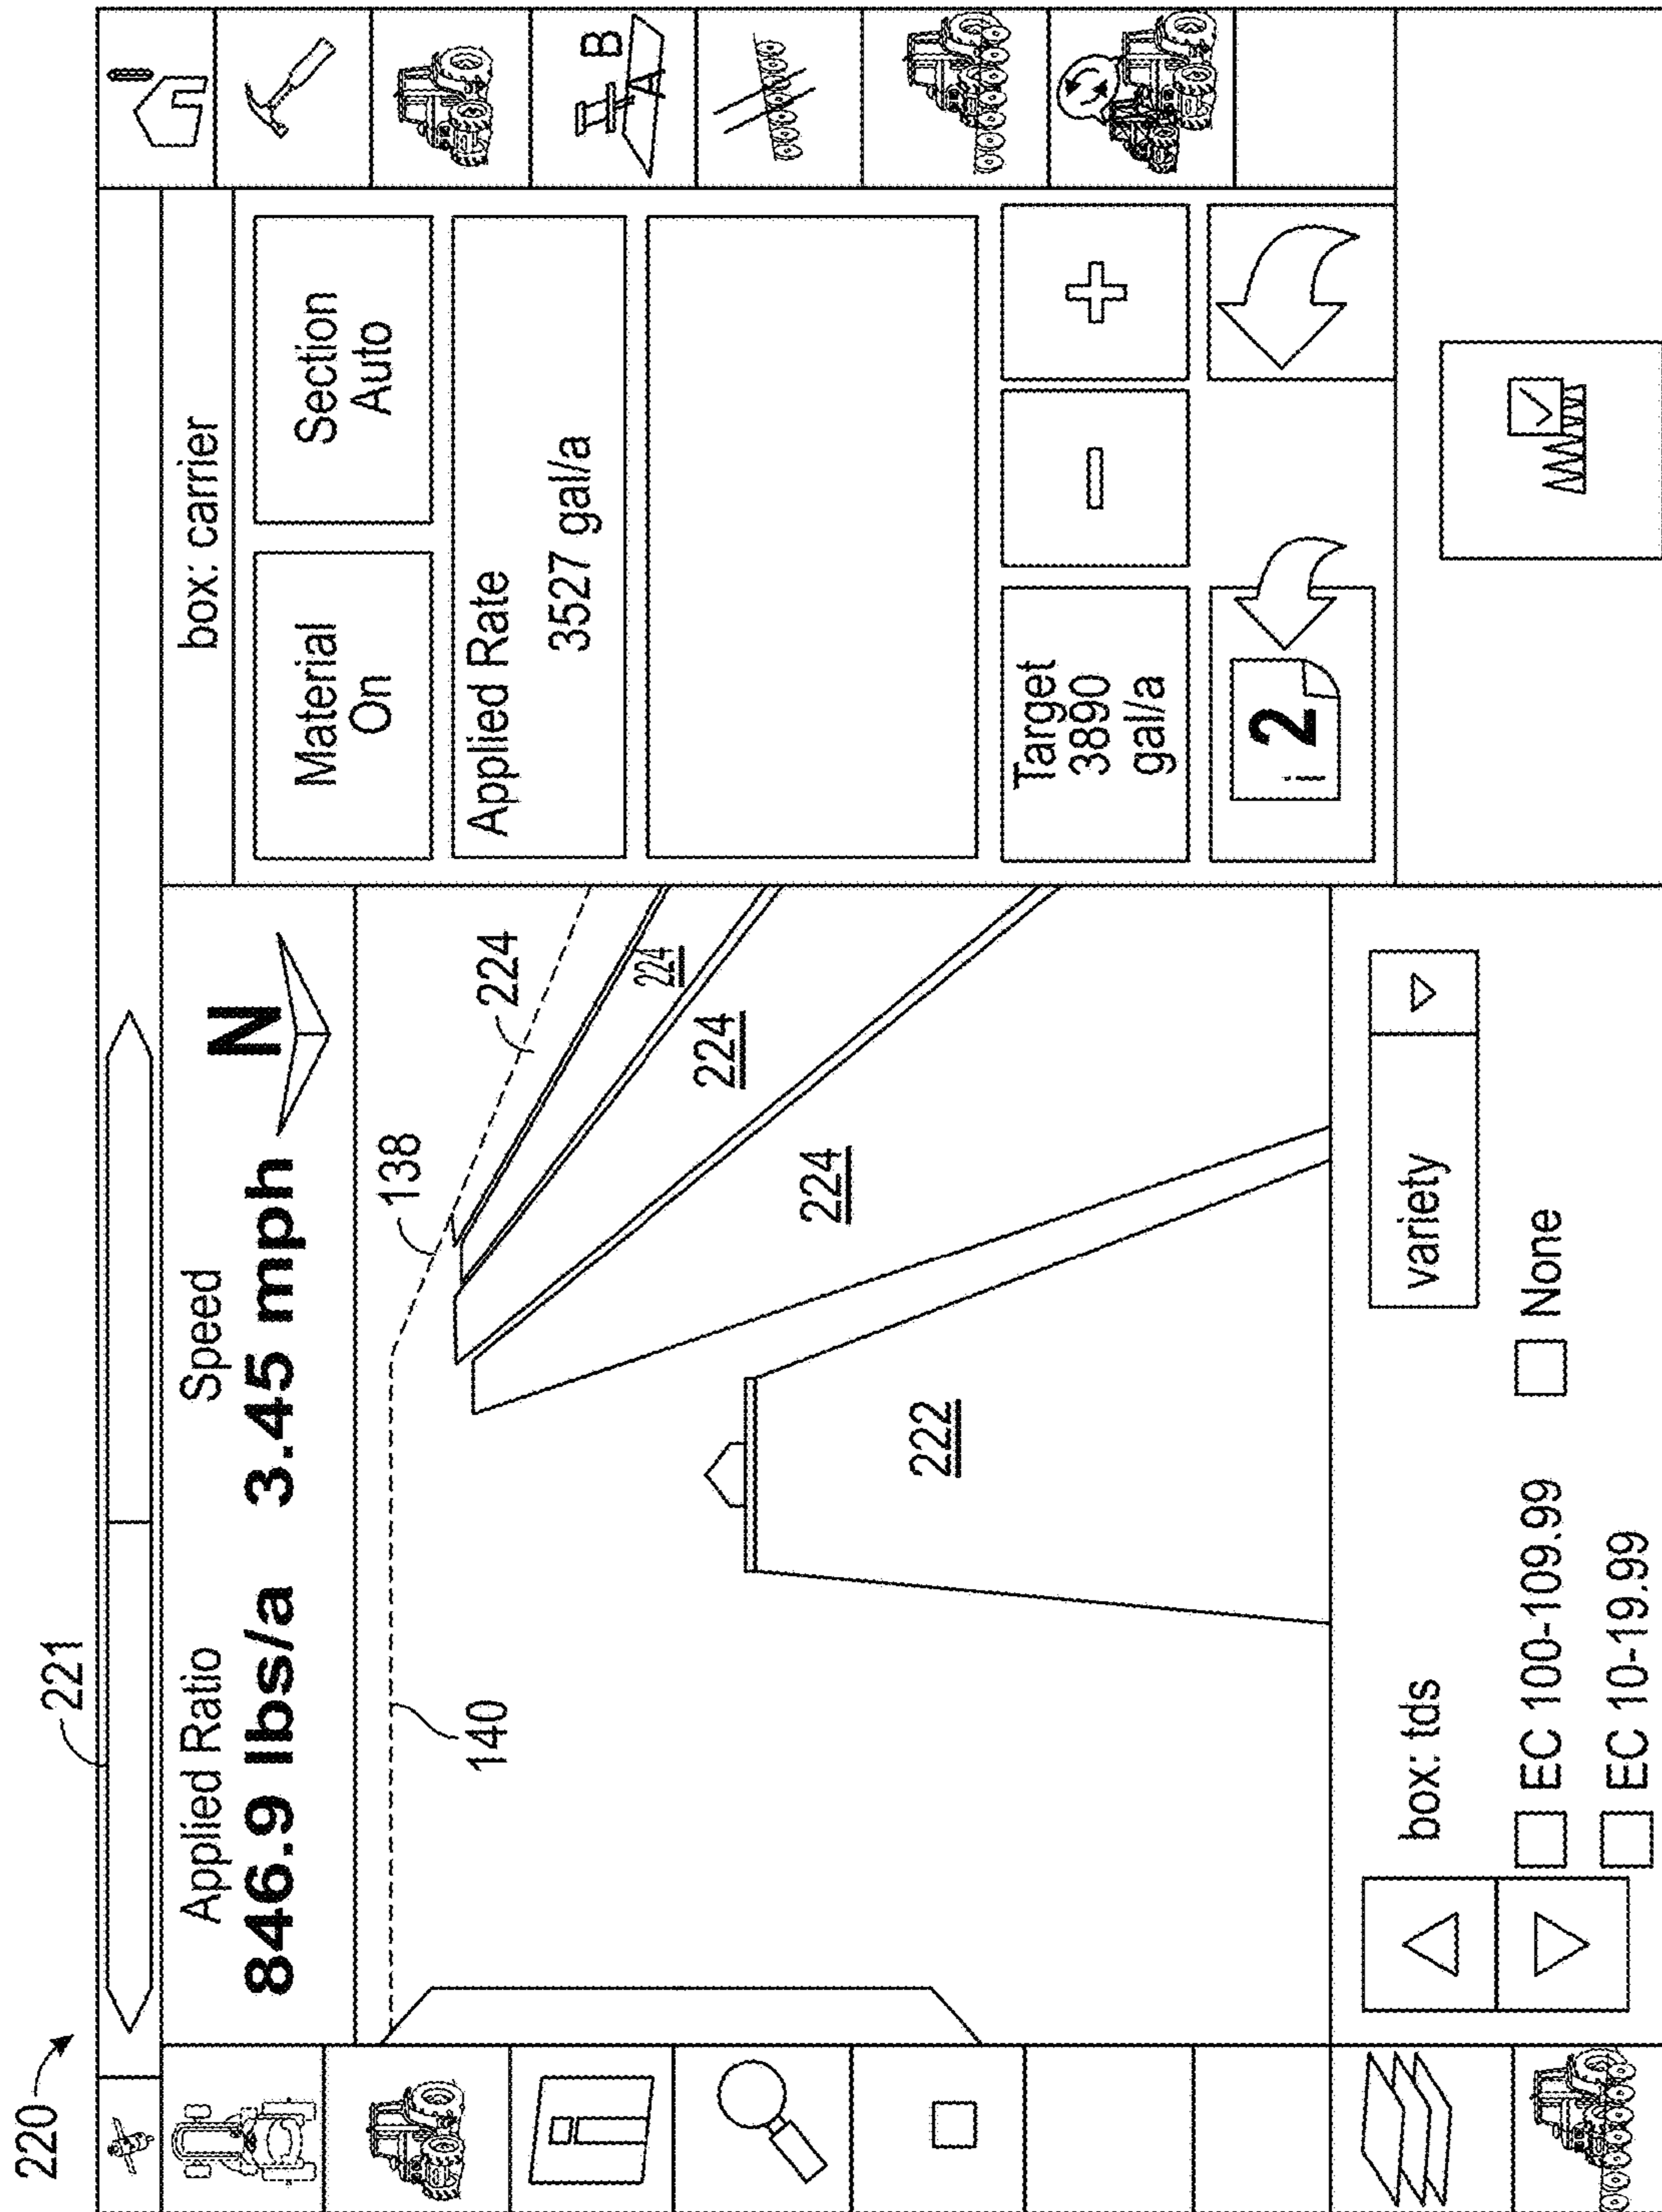 220
221
Applied Ratio
Speed
N
846.9 lbs/a
3.45 mph
138
224
224
224
224
140
222
box: carrier
Material
On
Section
Auto
Applied Rate
3527 gal/a
Target
3890
gal/a
−
+
i 2
A
B
box: tds
variety
EC 100-109.99
None
EC 10-19.99